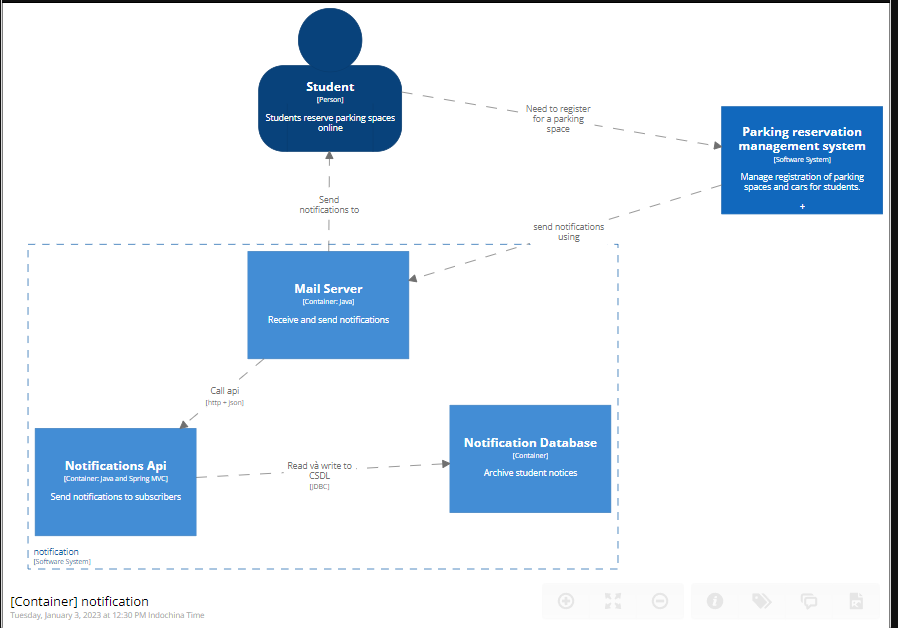 Student
[Person]
Students reserve parking spaces
online
Need to register
for a parking
space
Parking reservation
management system
[Software System]
Manage registration of parking
spaces and cars for students.
+
Send
notifications to
send notifications
using
Mail Server
[Container: Java]
Receive and send notifications
Call api
[http + json]
Notifications Api
[Container: Java and Spring MVC]
Send notifications to subscribers
Read và write to
CSDL
[JDBC]
Notification Database
[Container]
Archive student notices
notification
[Software System]
[Container] notification
Tuesday, January 3, 2023 at 12:30 PM Indochina Time